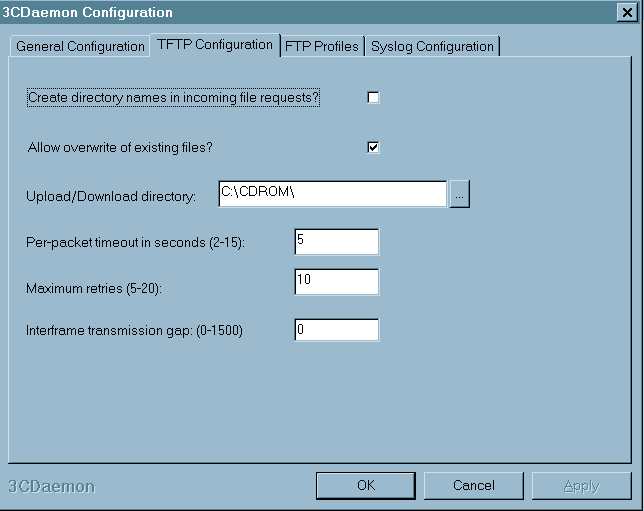 3CDaemon Configuration
General Configuration TFTP Configuration FTP Profiles Syslog Configuration
Create directory names in incoming file requests?
Allow overwrite of existing files?
Upload/Download directory: C:\CDROM\ ...
Per-packet timeout in seconds (2-15): 5
Maximum retries (5-20): 10
Interframe transmission gap: (0-1500) 0
3CDaemon OK Cancel Apply